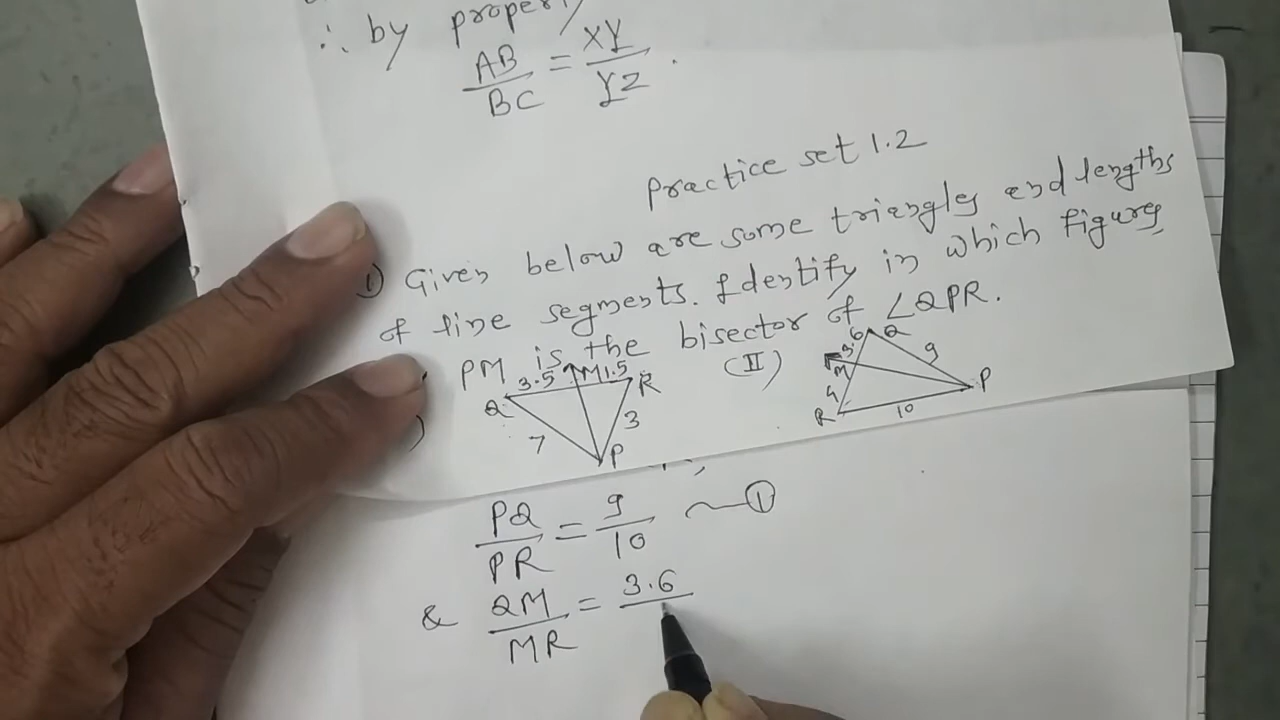 ∴ by property
AB/BC = XY/YZ .
Practice set 1.2
① Given below are some triangles and lengths
of line segments. Identify in which figures
PM is the bisector of ∠QPR.
) (II)
3.5 M 1.5 Q R 7 3 P
6 Q 3. 9 M P 4 R 10
PQ/PR = 9/10 ~ ①
& QM/MR = 3.6/